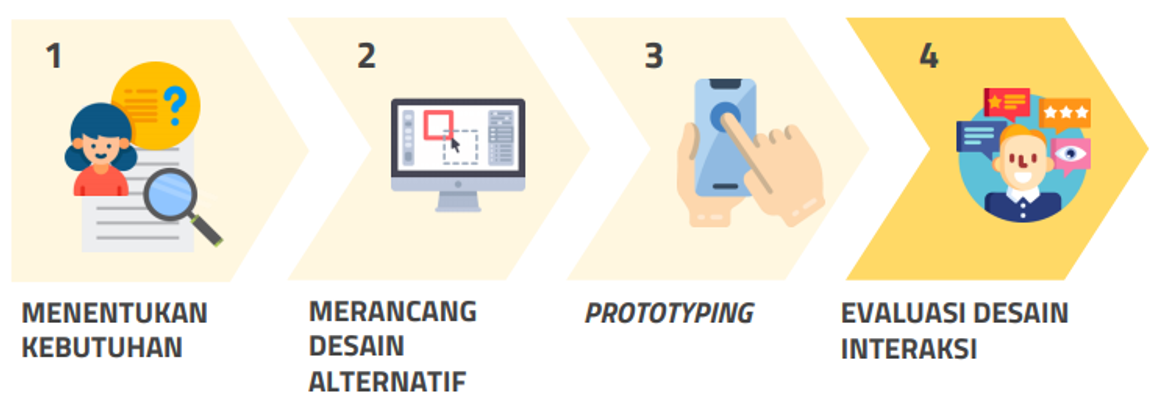 1
MENENTUKAN
KEBUTUHAN
2
MERANCANG
DESAIN
ALTERNATIF
3
PROTOTYPING
4
EVALUASI DESAIN
INTERAKSI